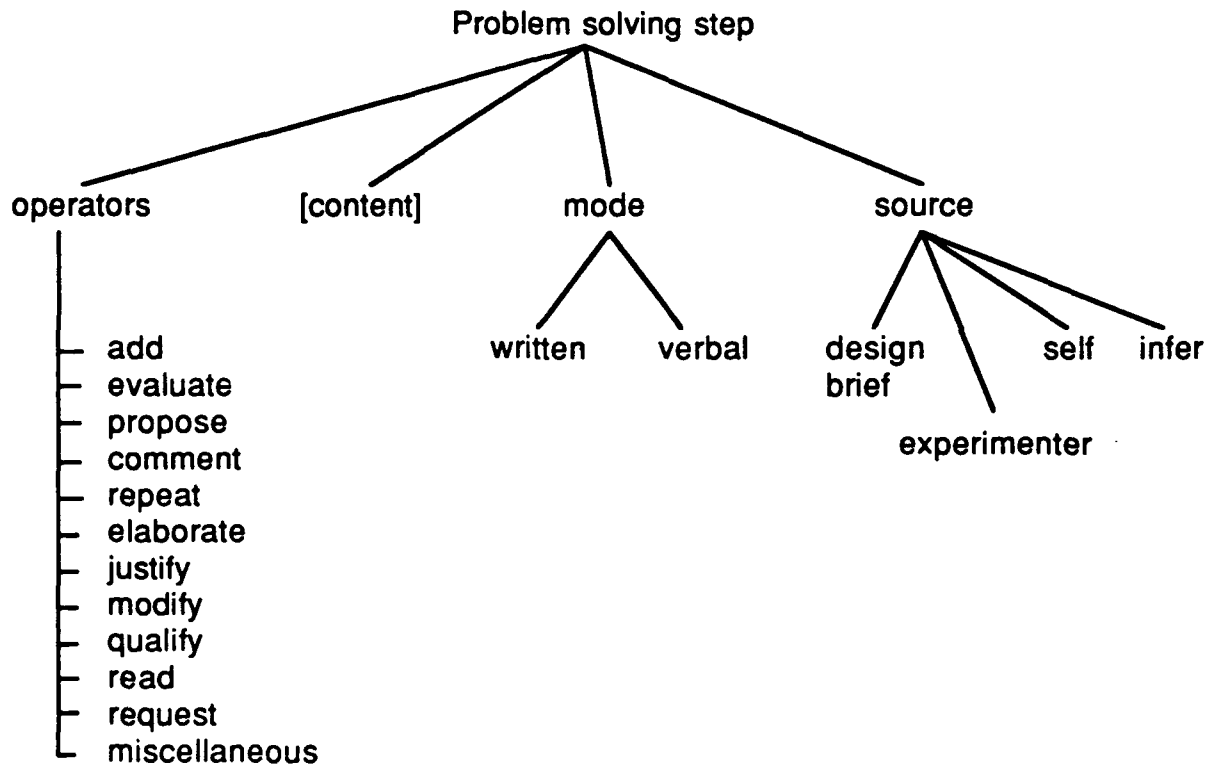 Problem solving step
operators [content] mode source
written verbal design brief self infer
experimenter
add
evaluate
propose
comment
repeat
elaborate
justify
modify
qualify
read
request
miscellaneous